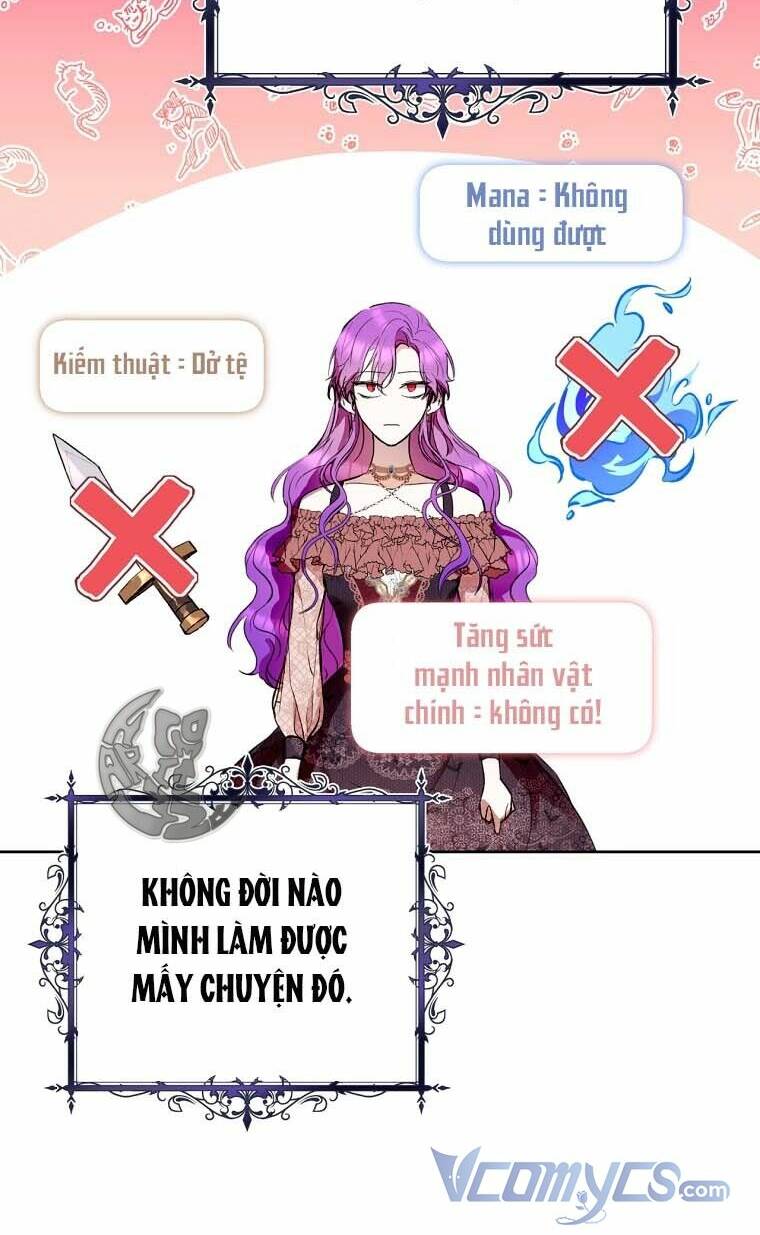 Mana : Không
dùng được
Kiếm thuật : Dở tệ
Tăng sức
mạnh nhân vật
chính : không có!
KHÔNG ĐỜI NÀO
MÌNH LÀM ĐƯỢC
MẤY CHUYỆN ĐÓ.
VCOMYCS.com